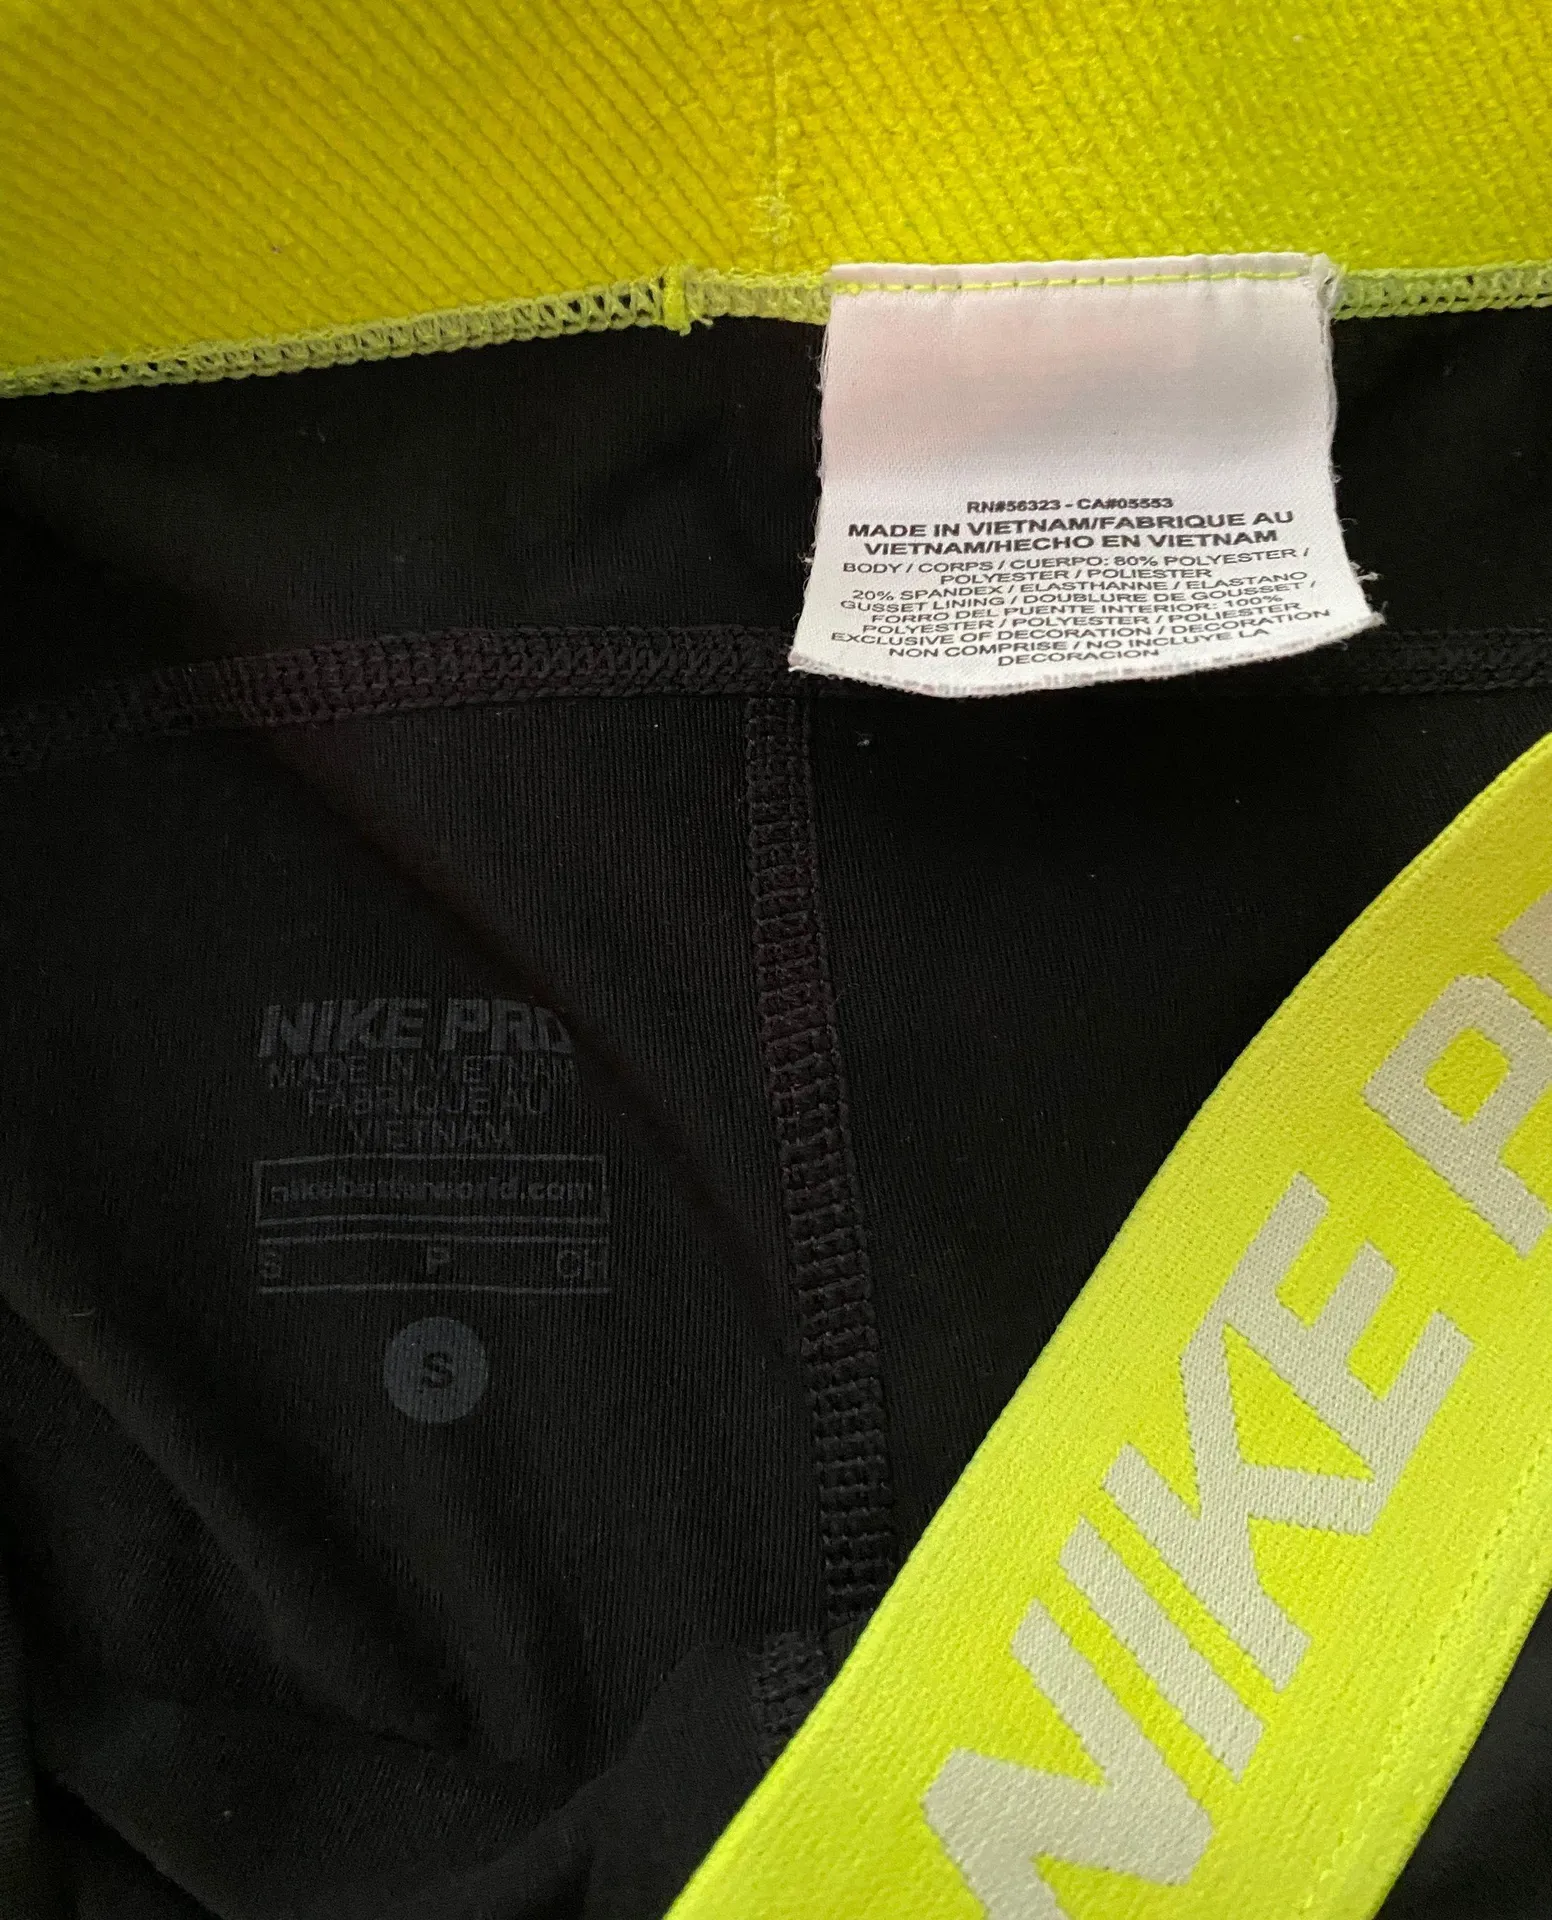 RN#56323 - CA#05553
MADE IN VIETNAM/FABRIQUE AU
VIETNAM/HECHO EN VIETNAM
BODY / CORPS / CUERPO: 80% POLYESTER /
POLYESTER / POLIESTER
20% SPANDEX / ELASTHANNE / ELASTANO
GUSSET LINING / DOUBLURE DE GOUSSET /
FORRO DEL PUENTE INTERIOR: 100%
POLYESTER / POLYESTER / POLIESTER
EXCLUSIVE OF DECORATION / DECORATION
NON COMPRISE / NO INCLUYE LA
DECORACION
NIKE PRO
MADE IN VIETNAM
FABRIQUE AU
VIETNAM
nikebetterworld.com
S P CH
S
NIKE P